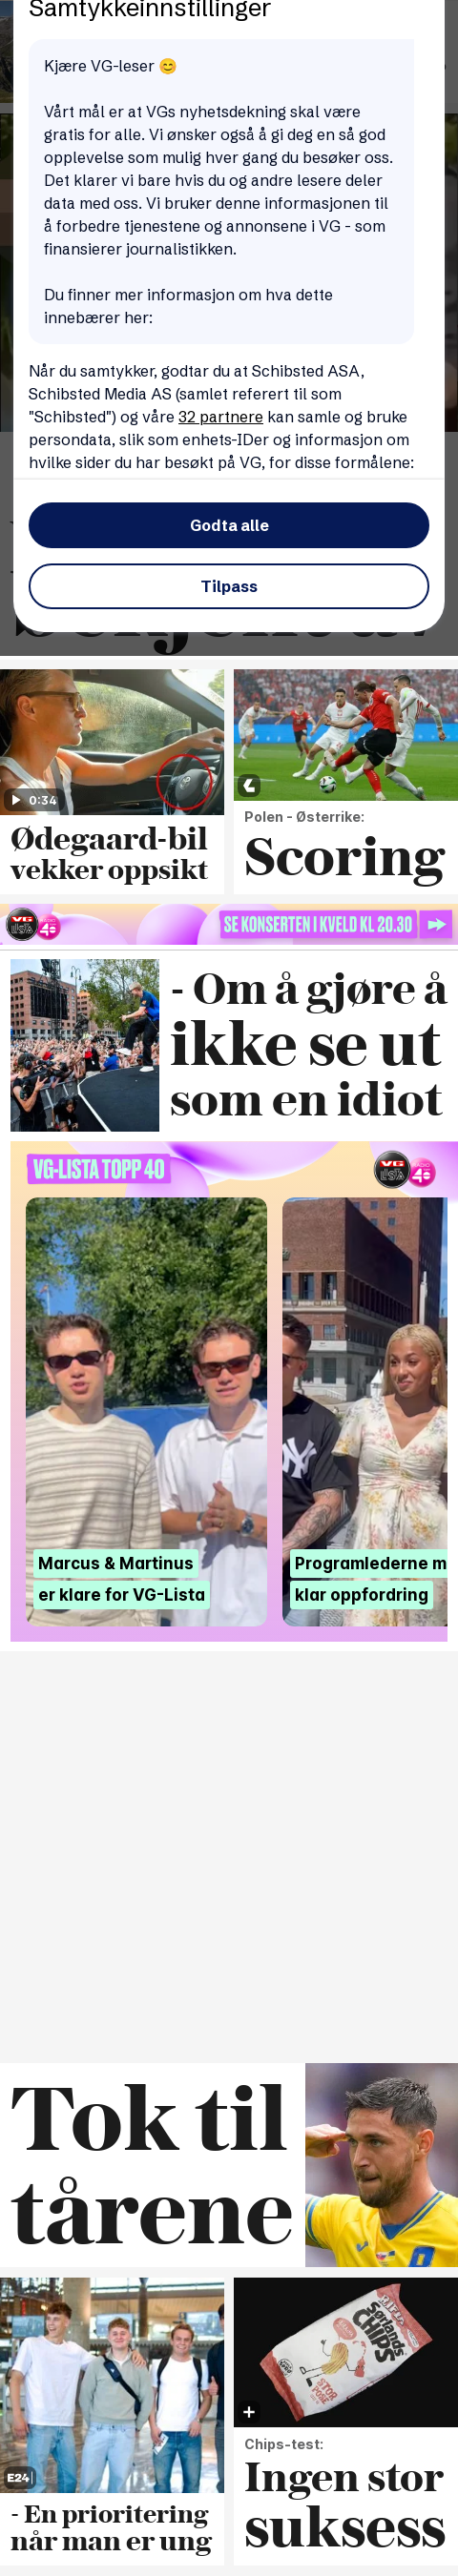 Samtykkeinnstillinger
Kjære VG-leser 😊
Vårt mål er at VGs nyhetsdekning skal være
gratis for alle. Vi ønsker også å gi deg en så god
opplevelse som mulig hver gang du besøker oss.
Det klarer vi bare hvis du og andre lesere deler
data med oss. Vi bruker denne informasjonen til
å forbedre tjenestene og annonsene i VG - som
finansierer journalistikken.
Du finner mer informasjon om hva dette
innebærer her:
Når du samtykker, godtar du at Schibsted ASA,
Schibsted Media AS (samlet referert til som
"Schibsted") og våre 32 partnere kan samle og bruke
persondata, slik som enhets-IDer og informasjon om
hvilke sider du har besøkt på VG, for disse formålene:
Godta alle
Tilpass
0:34
Ødegaard-bil
vekker oppsikt
Polen - Østerrike:
Scoring
VG
LISTA
SE KONSERTEN I KVELD KL 20.30
- Om å gjøre å
ikke se ut
som en idiot
VG-LISTA TOPP 40
VG
LISTA
Marcus & Martinus
er klare for VG-Lista
Programlederne m
klar oppfordring
Tok til
tårene
E24
- En prioritering
når man er ung
SØRLANDS
CHIPS
Chips-test:
Ingen stor
suksess